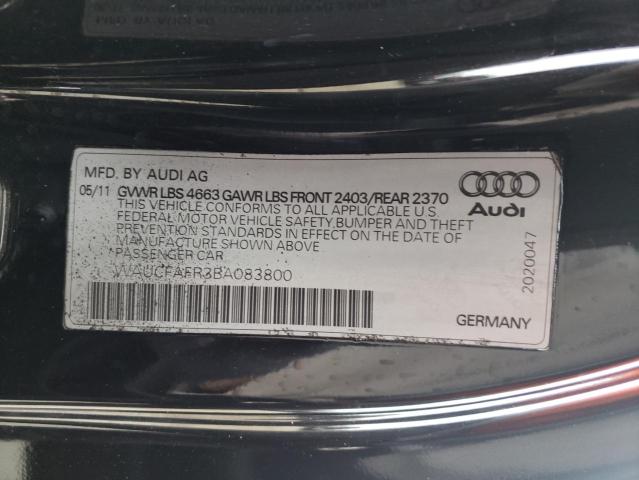 MFD. BY AUDI AG
05/11 GVWR LBS 4663 GAWR LBS FRONT 2403/REAR 2370
THIS VEHICLE CONFORMS TO ALL APPLICABLE U.S.
FEDERAL MOTOR VEHICLE SAFETY, BUMPER AND THEFT
PREVENTION STANDARDS IN EFFECT ON THE DATE OF
MANUFACTURE SHOWN ABOVE
PASSENGER CAR
WAUCFAFR3BA083800
Audi
2020047
GERMANY